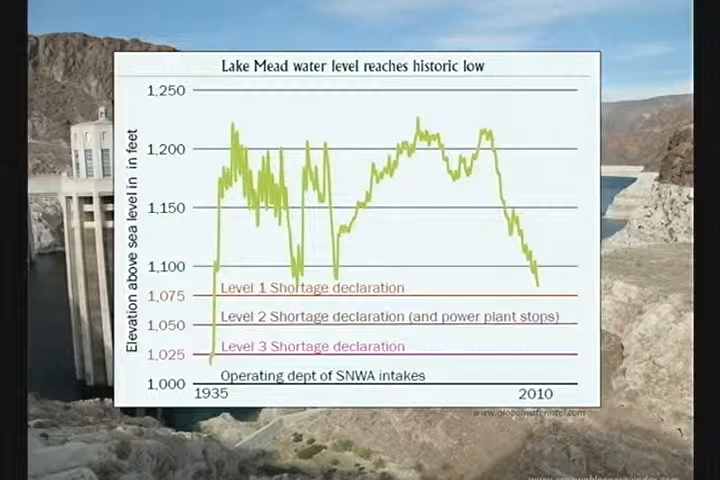 Lake Mead water level reaches historic low
Elevation above sea level in in feet
1,250
1,200
1,150
1,100
Level 1 Shortage declaration
1,075
Level 2 Shortage declaration (and power plant stops)
1,050
Level 3 Shortage declaration
1,025
Operating dept of SNWA intakes
1,000
1935
2010
www.globalwaterintel.com